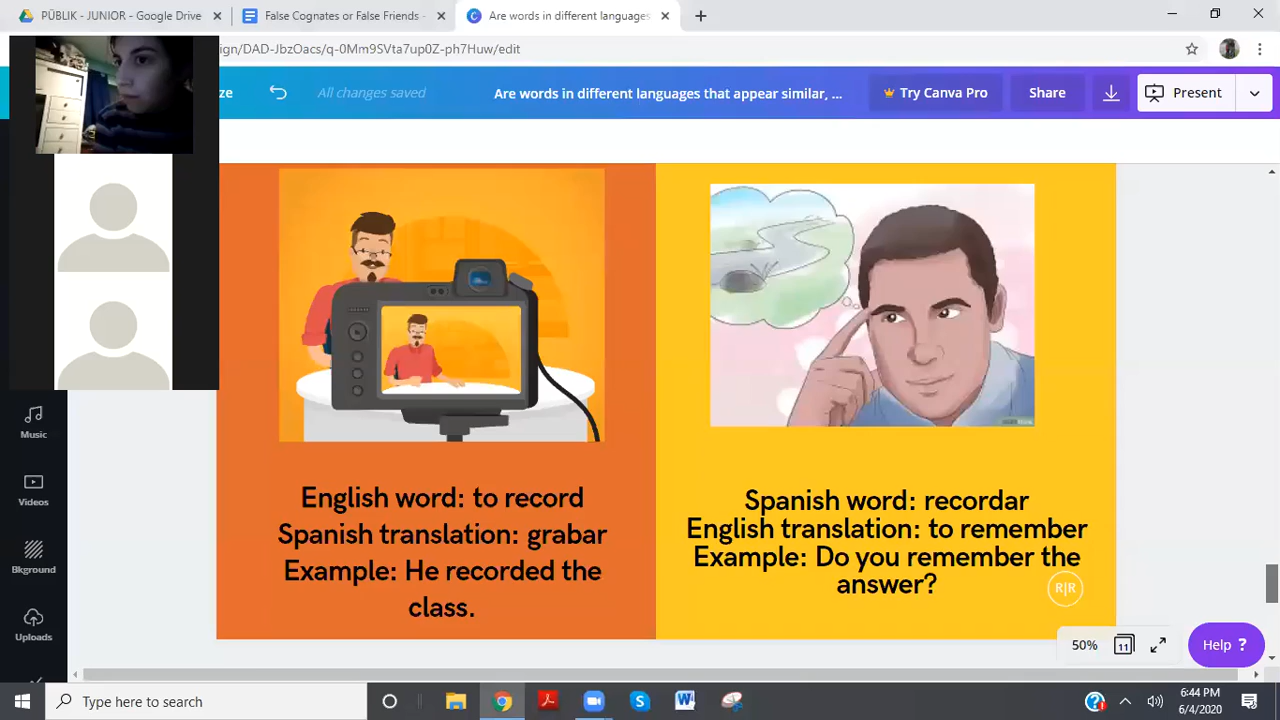 PÜBLIK - JUNIOR - Google Drive
False Cognates or False Friends -
Are words in different languages
ign/DAD-JbzOacs/q-0Mm9SVta7up0Z-ph7Huw/edit
ze
All changes saved
Are words in different languages that appear similar, ...
Try Canva Pro
Share
Present
Music
Videos
Bkground
Uploads
English word: to record
Spanish translation: grabar
Example: He recorded the
class.
Spanish word: recordar
English translation: to remember
Example: Do you remember the
answer?
R|R
50%
11
Help ?
Type here to search
6:44 PM
6/4/2020